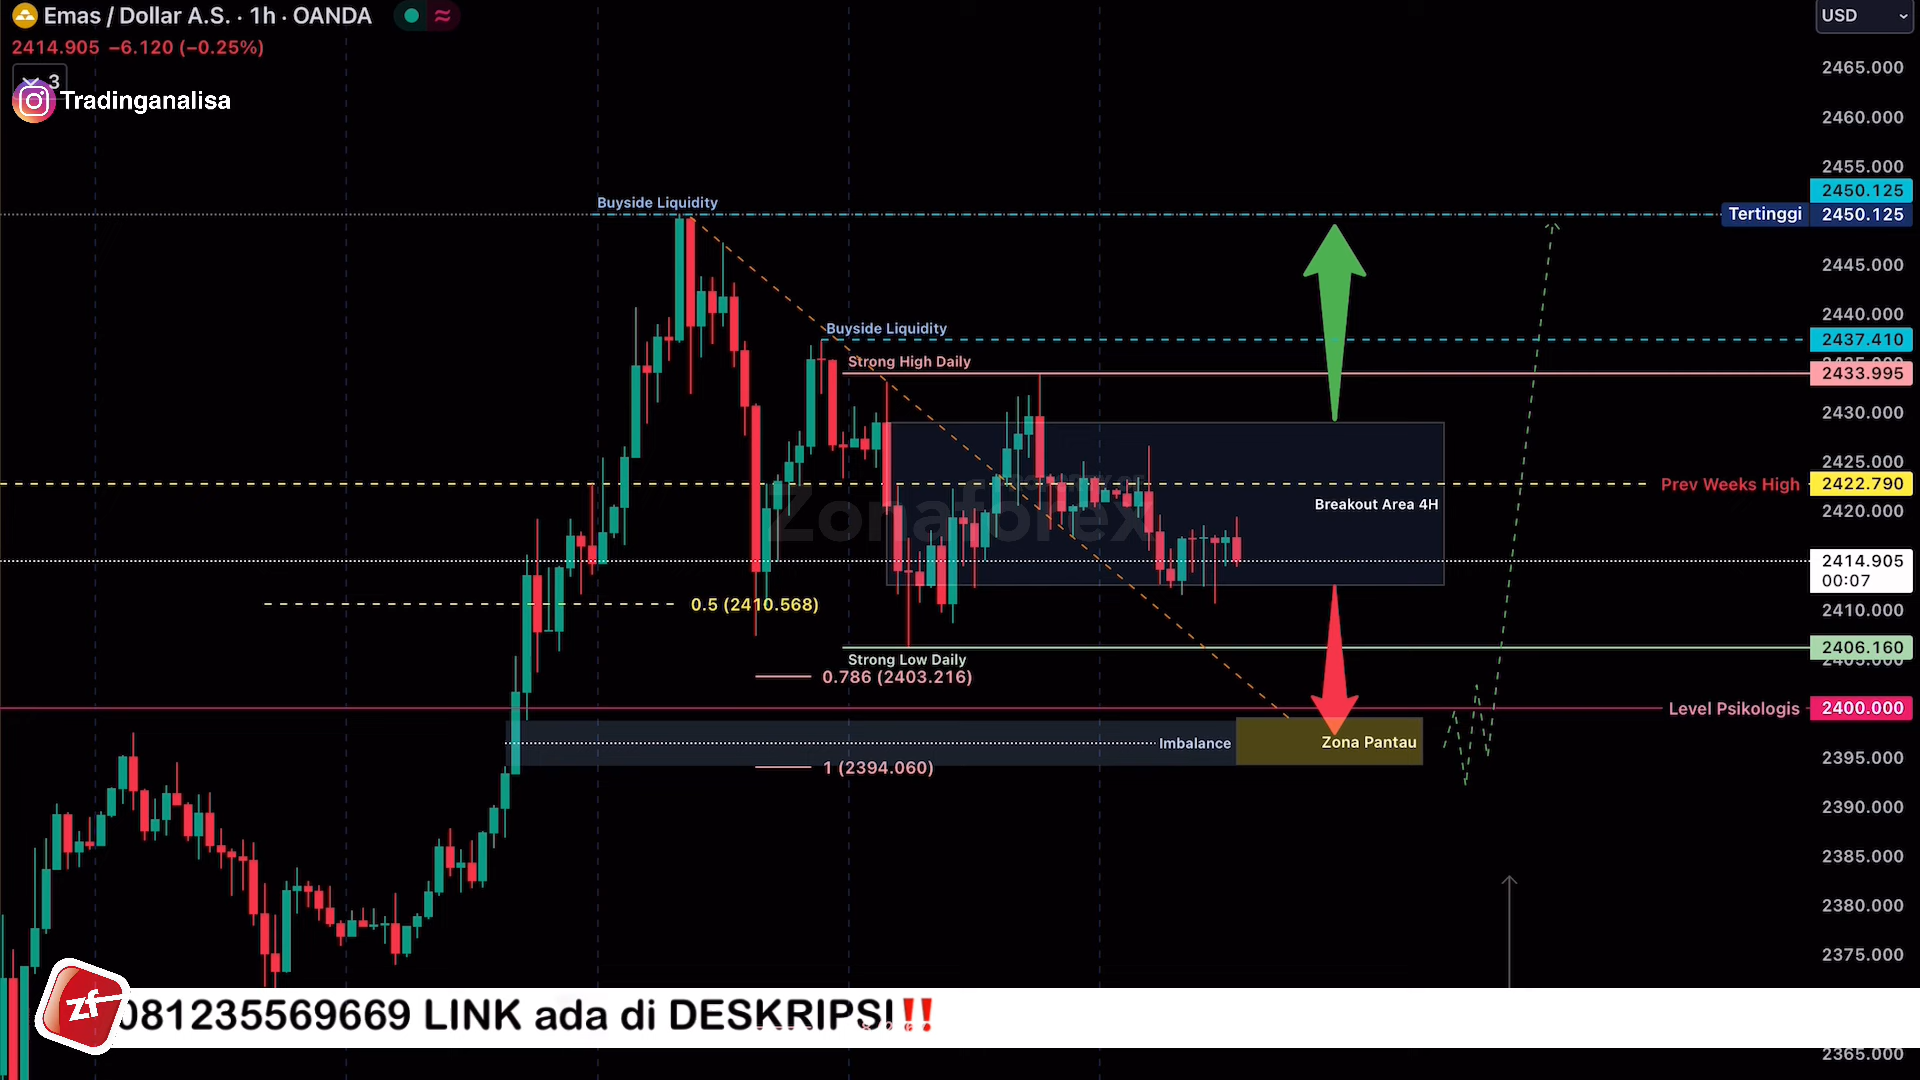 Emas / Dollar A.S. · 1h · OANDA
USD
2414.905 −6.120 (−0.25%)
3
Tradinganalisa
2465.000
2460.000
2455.000
2450.125
Buyside Liquidity
Tertinggi 2450.125
2445.000
2440.000
Buyside Liquidity
2437.410
Strong High Daily
2433.995
2430.000
2425.000
Prev Weeks High 2422.790
Breakout Area 4H
Zonaforex
2420.000
2414.905
00:07
0.5 (2410.568)
2410.000
2406.160
Strong Low Daily
2405.000
0.786 (2403.216)
Level Psikologis 2400.000
Imbalance
Zona Pantau
2395.000
1 (2394.060)
2390.000
2385.000
2380.000
2375.000
zf
081235569669 LINK ada di DESKRIPSI‼
2365.000